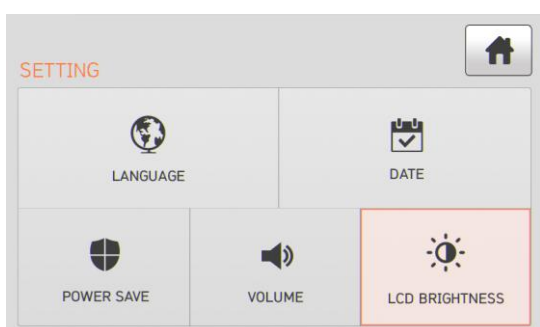 SETTING
LANGUAGE
DATE
POWER SAVE
VOLUME
LCD BRIGHTNESS